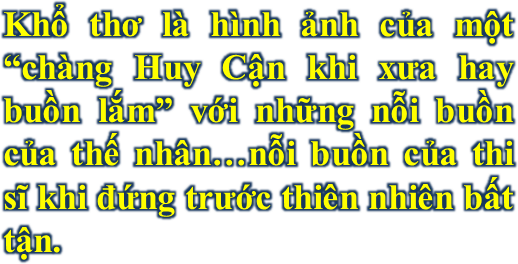 Khổ thơ là hình ảnh của một
“chàng Huy Cận khi xưa hay
buồn lắm” với những nỗi buồn
của thế nhân...nỗi buồn của thi
sĩ khi đứng trước thiên nhiên bất
tận.